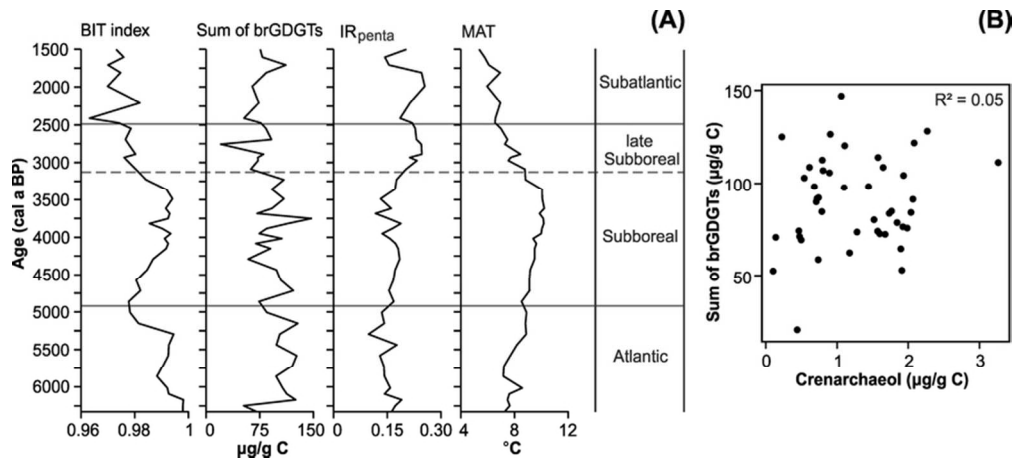 (A)
BIT index Sum of brGDGTs IRpenta MAT
1500
2000
2500
3000
3500
4000
4500
5000
5500
6000
Age (cal a BP)
Subatlantic
late
Subboreal
Subboreal
Atlantic
0.96 0.98 1 0 75 150 0 0.15 0.30 4 8 12
µg/g C °C
(B)
R² = 0.05
150
100
50
Sum of brGDGTs (µg/g C)
0 1 2 3
Crenarchaeol (µg/g C)